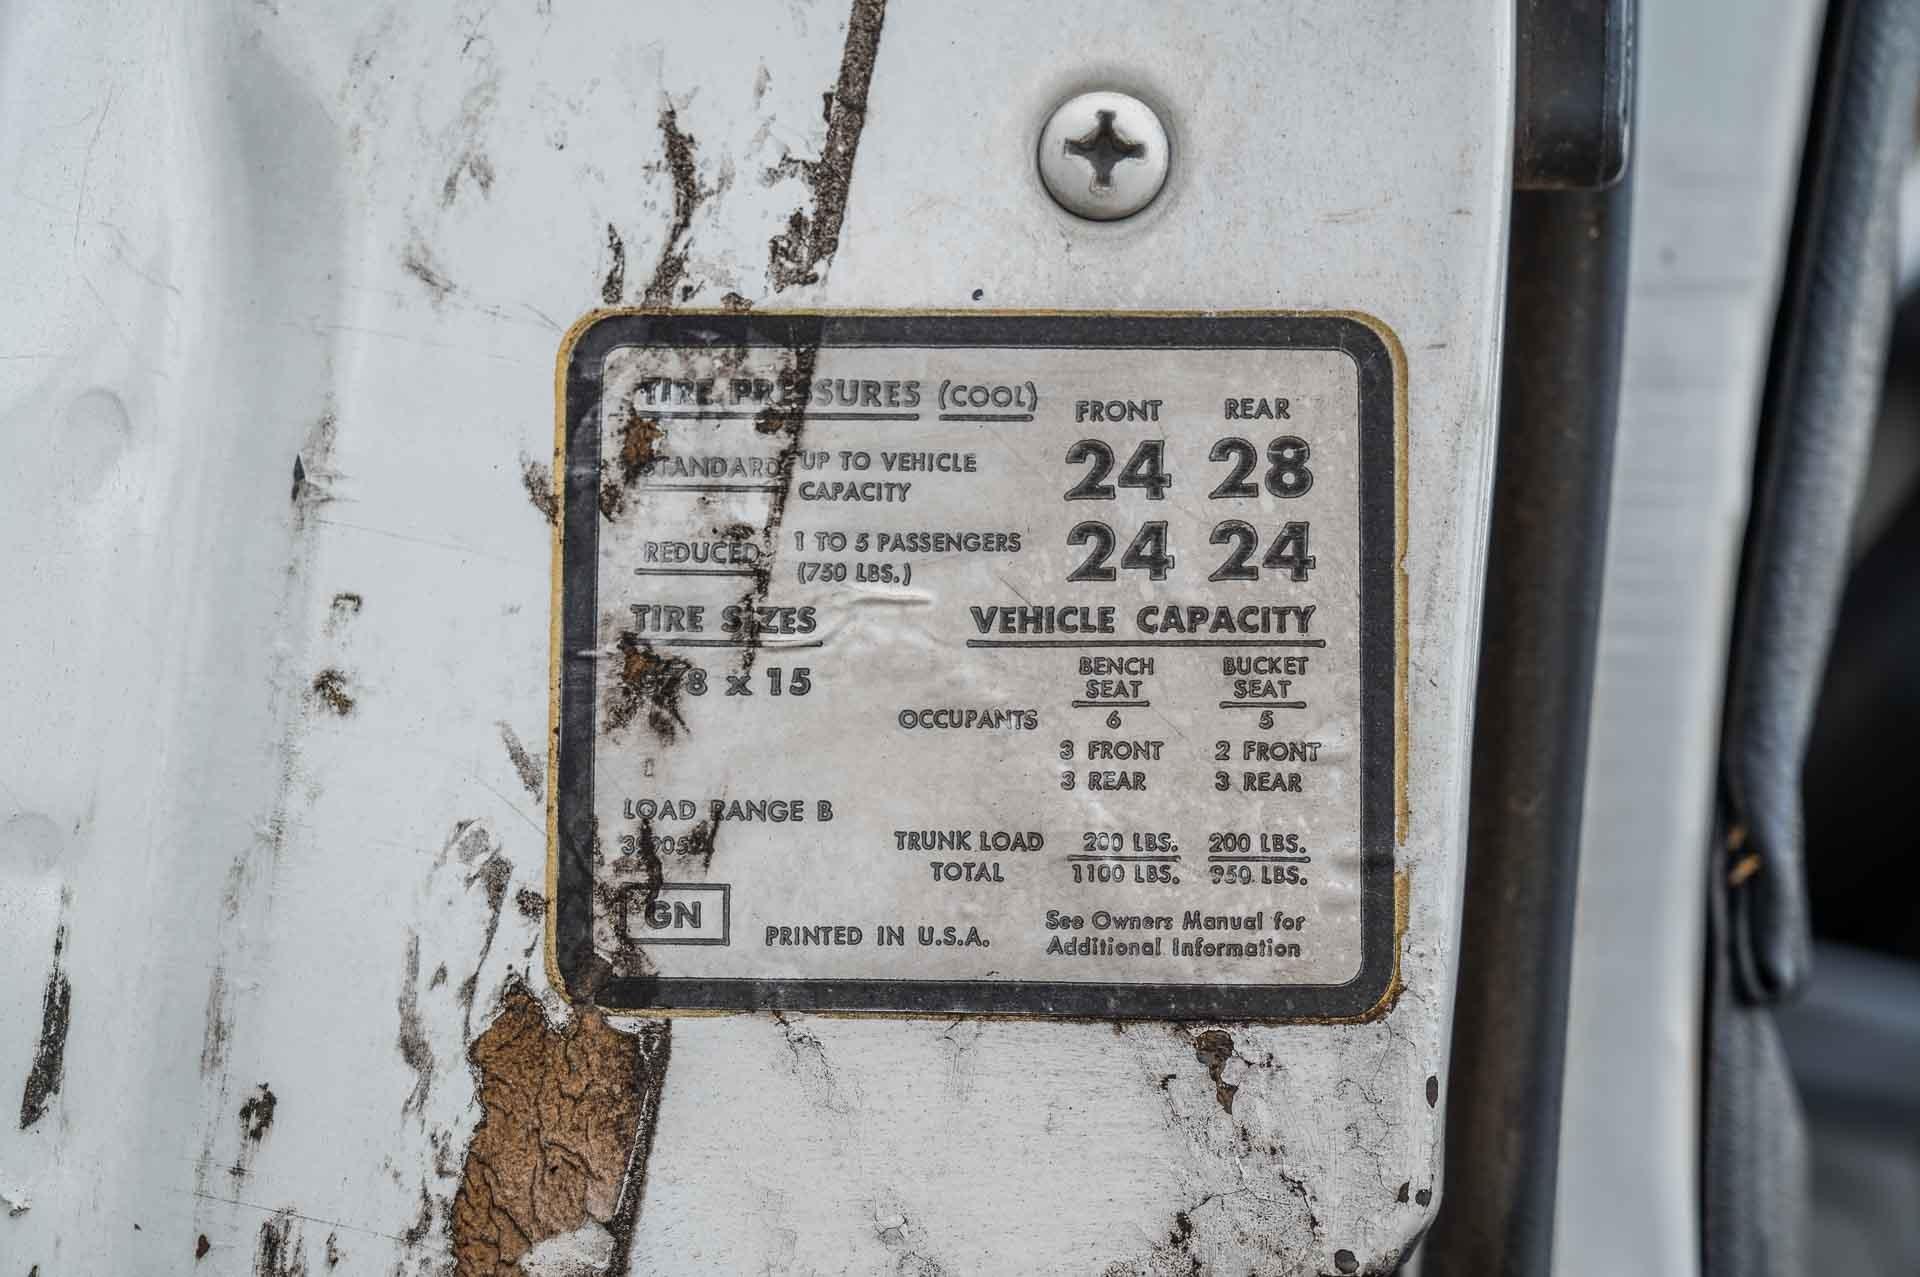 TIRE PRESSURES (COOL) FRONT REAR
STANDARD UP TO VEHICLE CAPACITY 24 28
REDUCED 1 TO 5 PASSENGERS (750 LBS.) 24 24
TIRE SIZES VEHICLE CAPACITY
78 x 15
BENCH SEAT BUCKET SEAT
OCCUPANTS 6 5
3 FRONT 2 FRONT
3 REAR 3 REAR
LOAD RANGE B
TRUNK LOAD 200 LBS. 200 LBS.
TOTAL 1100 LBS. 950 LBS.
GN
PRINTED IN U.S.A.
See Owners Manual for
Additional Information